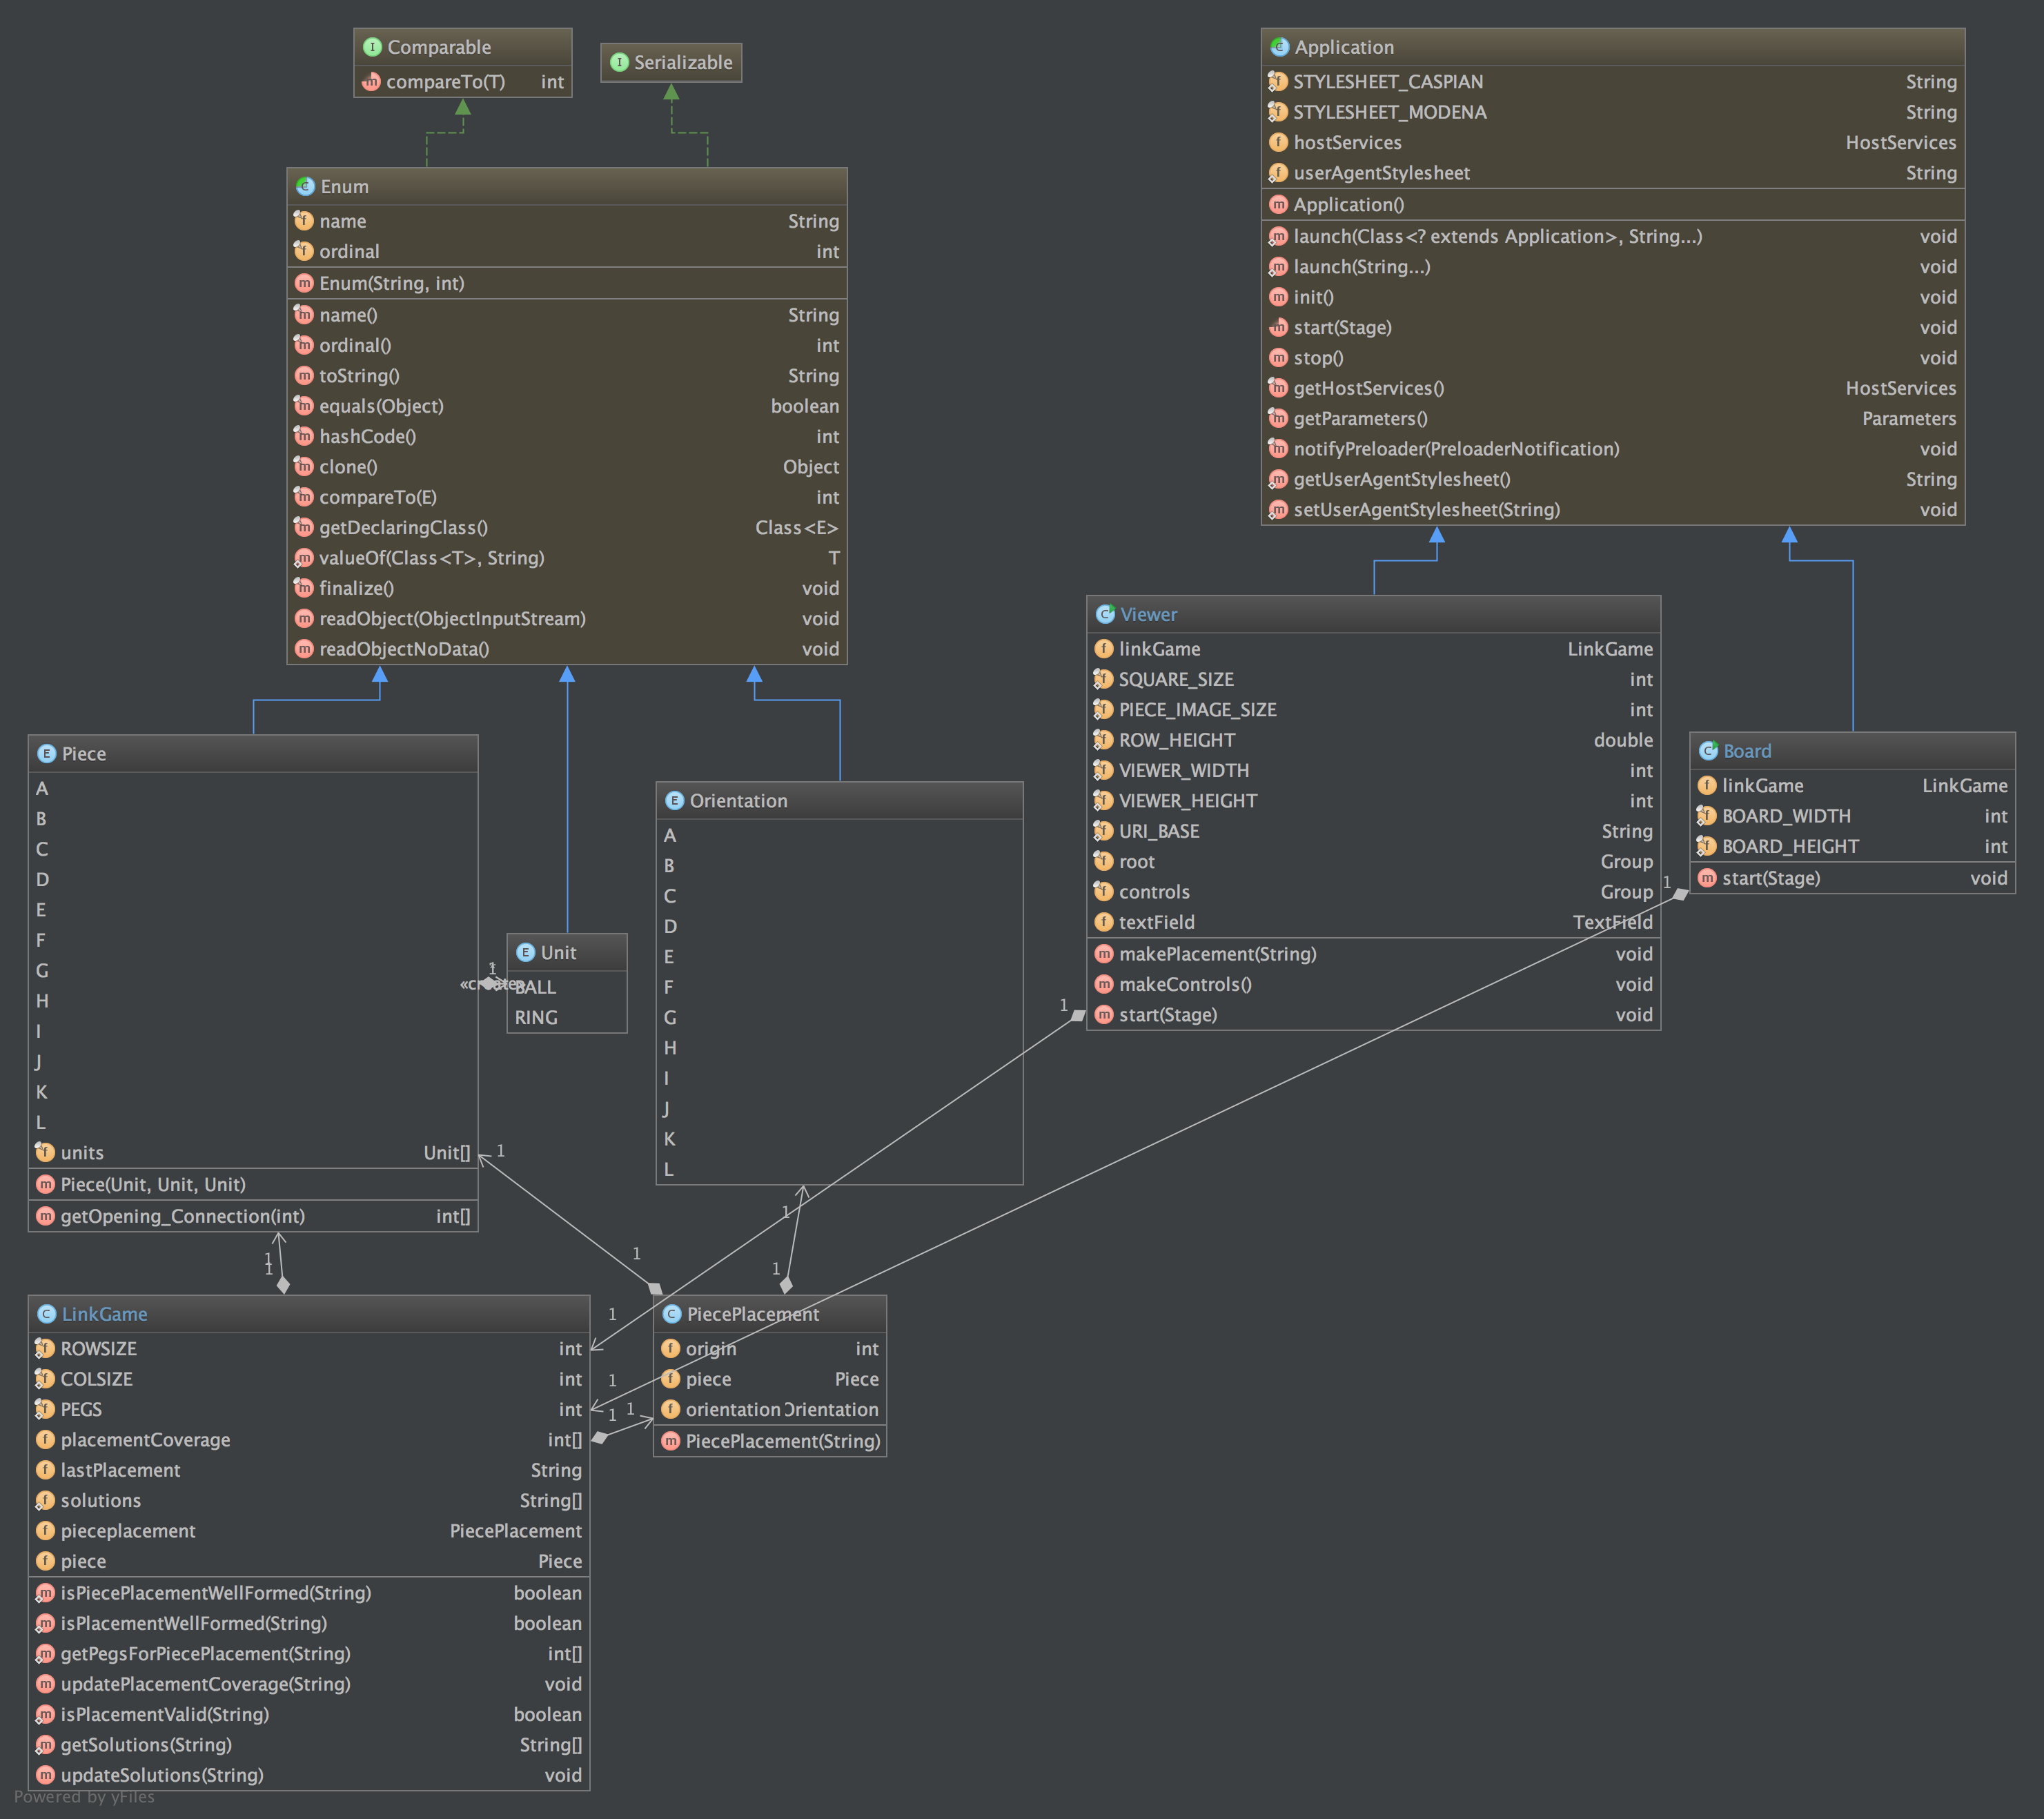 Comparable
compareTo(T) int
Serializable
Enum
name String
ordinal int
Enum(String, int)
name() String
ordinal() int
toString() String
equals(Object) boolean
hashCode() int
clone() Object
compareTo(E) int
getDeclaringClass() Class<E>
valueOf(Class<T>, String) T
finalize() void
readObject(ObjectInputStream) void
readObjectNoData() void
Application
STYLESHEET_CASPIAN String
STYLESHEET_MODENA String
hostServices HostServices
userAgentStylesheet String
Application()
launch(Class<? extends Application>, String...) void
launch(String...) void
init() void
start(Stage) void
stop() void
getHostServices() HostServices
getParameters() Parameters
notifyPreloader(PreloaderNotification) void
getUserAgentStylesheet() String
setUserAgentStylesheet(String) void
Viewer
linkGame LinkGame
SQUARE_SIZE int
PIECE_IMAGE_SIZE int
ROW_HEIGHT double
VIEWER_WIDTH int
VIEWER_HEIGHT int
URI_BASE String
root Group
controls Group
textField TextField
makePlacement(String) void
makeControls() void
start(Stage) void
Board
linkGame LinkGame
BOARD_WIDTH int
BOARD_HEIGHT int
start(Stage) void
1
1
Piece
A
B
C
D
E
F
G
H
I
J
K
L
units Unit[]
Piece(Unit, Unit, Unit)
getOpening_Connection(int) int[]
1
Unit
BALL
RING
Orientation
A
B
C
D
E
F
G
H
I
J
K
L
1
1
1
1
1
1
LinkGame
ROWSIZE int
COLSIZE int
PEGS int
placementCoverage int[]
lastPlacement String
solutions String[]
pieceplacement PiecePlacement
piece Piece
isPiecePlacementWellFormed(String) boolean
isPlacementWellFormed(String) boolean
getPegsForPiecePlacement(String) int[]
updatePlacementCoverage(String) void
isPlacementValid(String) boolean
getSolutions(String) String[]
updateSolutions(String) void
1
1
1
1
PiecePlacement
origin int
piece Piece
orientation Orientation
PiecePlacement(String)
Powered by yFiles